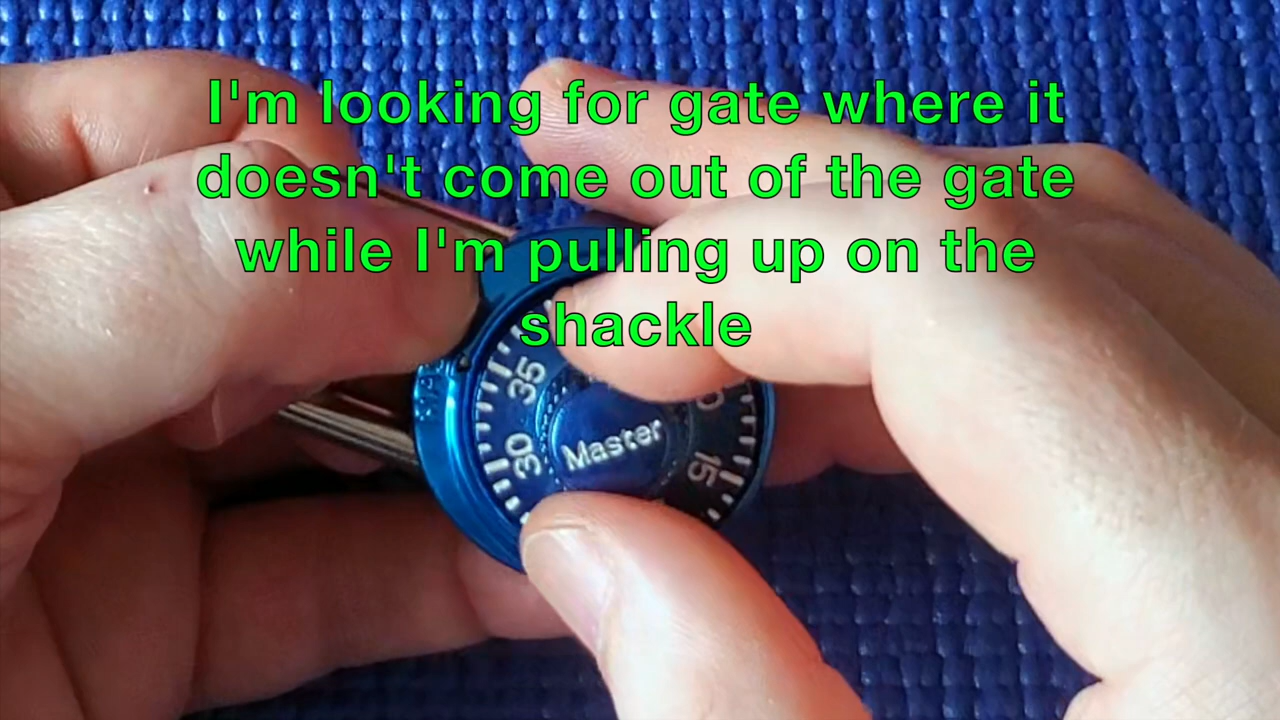 I'm looking for gate where it
doesn't come out of the gate
while I'm pulling up on the
shackle
35
30
Master
15